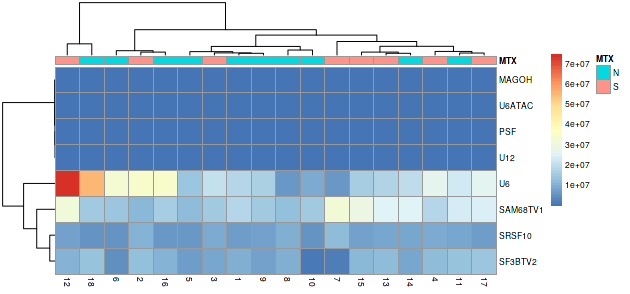 MTX
MAGOH
U6ATAC
PSF
U12
U6
SAM68TV1
SRSF10
SF3BTV2
12 18 6 2 16 5 3 1 9 8 10 7 15 13 14 4 11 17
7e+07
6e+07
5e+07
4e+07
3e+07
2e+07
1e+07
MTX
N
S